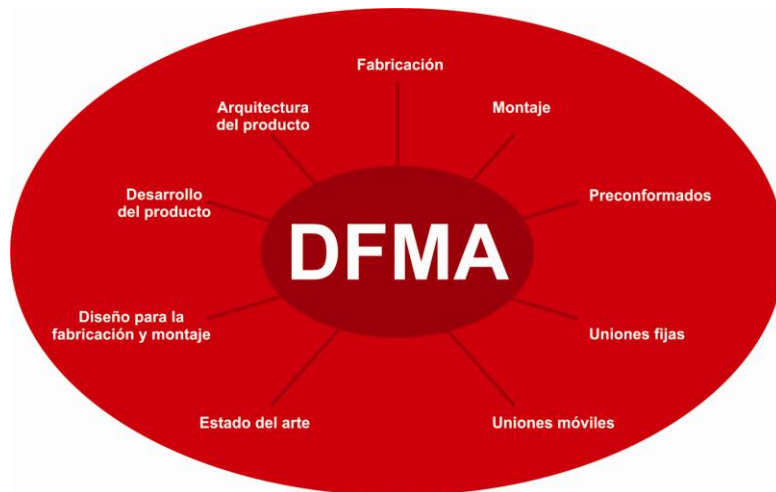 Fabricación
Arquitectura
del producto
Montaje
Desarrollo
del producto
Preconformados
DFMA
Diseño para la
fabricación y montaje
Uniones fijas
Estado del arte
Uniones móviles